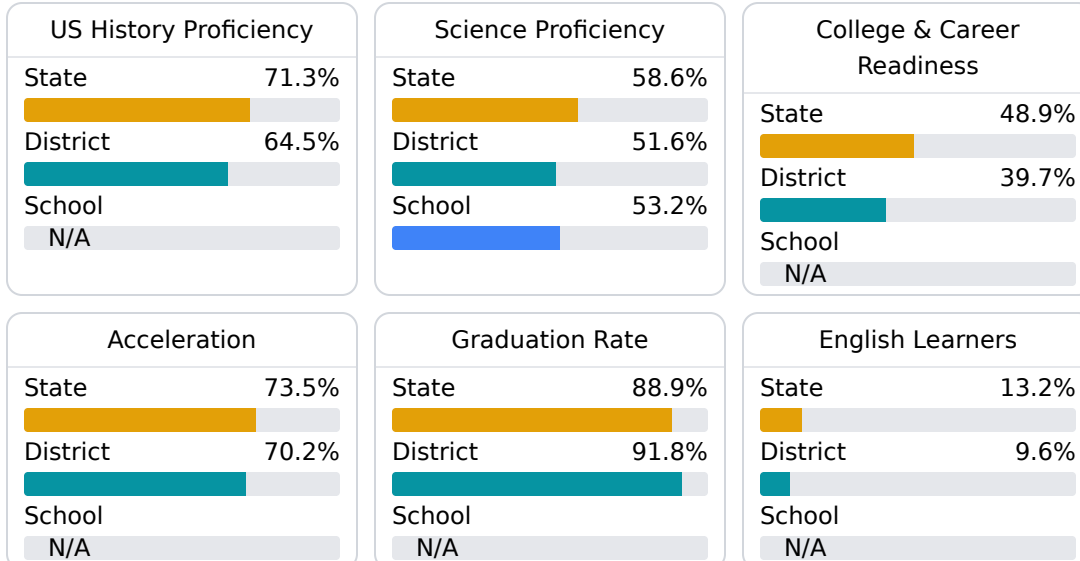 US History Proficiency
State 71.3%
District 64.5%
School
N/A
Science Proficiency
State 58.6%
District 51.6%
School 53.2%
College & Career
Readiness
State 48.9%
District 39.7%
School
N/A
Acceleration
State 73.5%
District 70.2%
School
N/A
Graduation Rate
State 88.9%
District 91.8%
School
N/A
English Learners
State 13.2%
District 9.6%
School
N/A